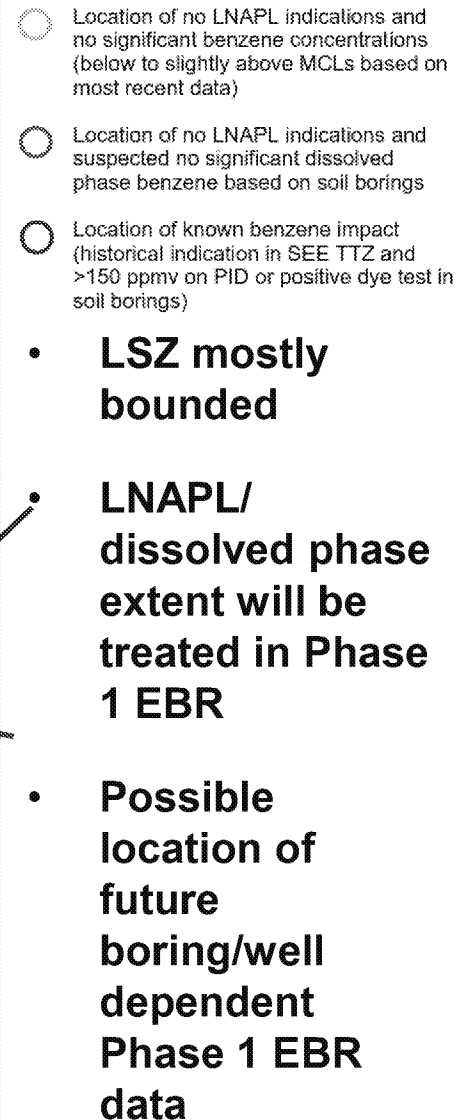 Location of no LNAPL indications and
no significant benzene concentrations
(below to slightly above MCLs based on
most recent data)
Location of no LNAPL indications and
suspected no significant dissolved
phase benzene based on soil borings
Location of known benzene impact
(historical indication in SEE TTZ and
>150 ppmv on PID or positive dye test in
soil borings)
• LSZ mostly
bounded
• LNAPL/
dissolved phase
extent will be
treated in Phase
1 EBR
• Possible
location of
future
boring/well
dependent
Phase 1 EBR
data